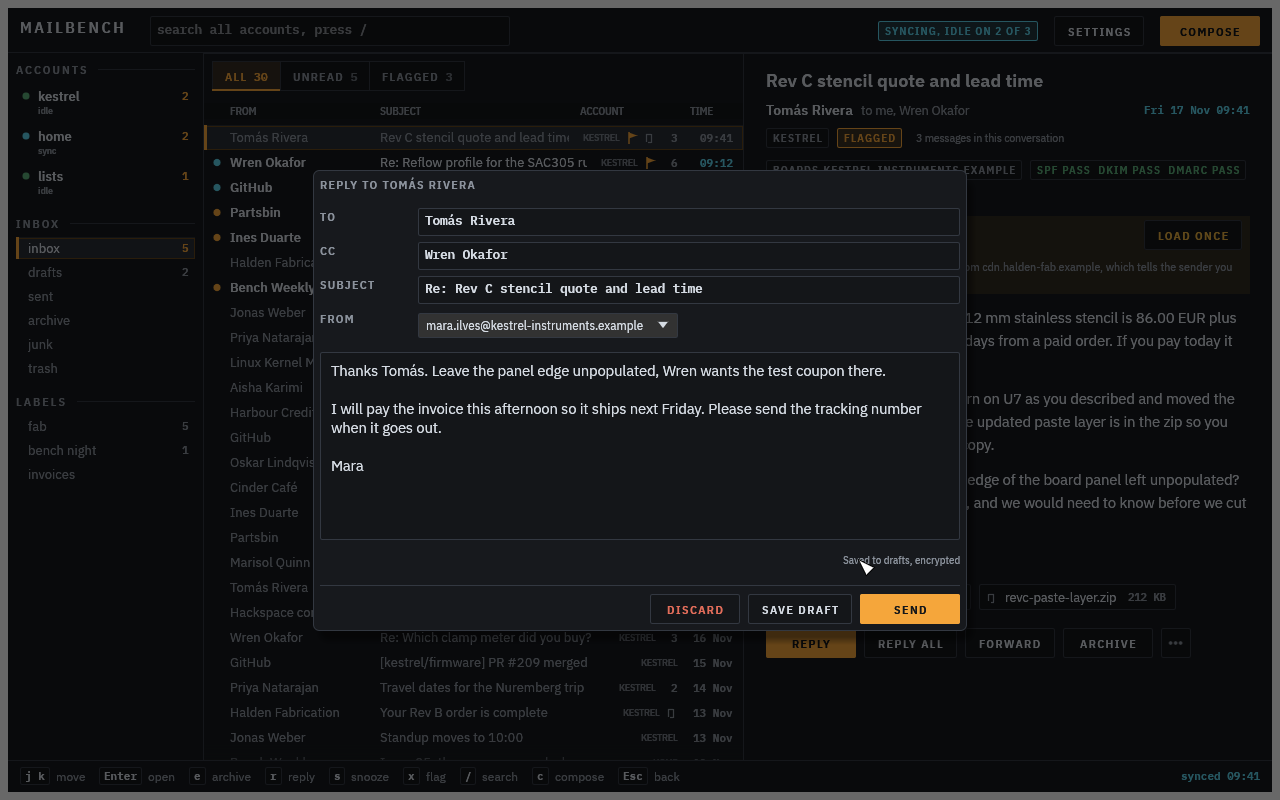 MAILBENCH
search all accounts, press /
SYNCING, IDLE ON 2 OF 3
SETTINGS
COMPOSE
ACCOUNTS
kestrel 2
idle
home 2
sync
lists 1
idle
INBOX
inbox 5
drafts 2
sent
archive
junk
trash
LABELS
fab 5
bench night 1
invoices
ALL 30
UNREAD 5
FLAGGED 3
FROM SUBJECT ACCOUNT TIME
Tomás Rivera Rev C stencil quote and lead time KESTREL 3 09:41
Wren Okafor Re: Reflow profile for the SAC305 KESTREL 6 09:12
GitHub
Partsbin
Ines Duarte
Halden
Bench Weekly
Jonas Weber
Priya
Linux Kernel
Aisha Karimi
Harbour
GitHub
Oskar
Cinder Café
Ines Duarte
Partsbin
Marisol Quinn
Tomás Rivera
Hackspace
Wren Okafor Re: Which clamp meter did you buy? KESTREL 3 16 Nov
GitHub [kestrel/firmware] PR #209 merged KESTREL 15 Nov
Priya Natarajan Travel dates for the Nuremberg trip KESTREL 2 14 Nov
Halden Fabrication Your Rev B order is complete KESTREL 13 Nov
Jonas Weber Standup moves to 10:00 KESTREL 13 Nov
Rev C stencil quote and lead time
Tomás Rivera to me, Wren Okafor Fri 17 Nov 09:41
KESTREL FLAGGED 3 messages in this conversation
SPF PASS DKIM PASS DMARC PASS
LOAD ONCE
cdn.halden-fab.example, which tells the sender you
12 mm stainless stencil is 86.00 EUR plus
days from a paid order. If you pay today it
on U7 as you described and moved the
updated paste layer is in the zip so you
edge of the board panel left unpopulated?
, and we would need to know before we cut
revc-paste-layer.zip 212 KB
REPLY
REPLY ALL
FORWARD
ARCHIVE
•••
REPLY TO TOMÁS RIVERA
TO Tomás Rivera
CC Wren Okafor
SUBJECT Re: Rev C stencil quote and lead time
FROM mara.ilves@kestrel-instruments.example
Thanks Tomás. Leave the panel edge unpopulated, Wren wants the test coupon there.
I will pay the invoice this afternoon so it ships next Friday. Please send the tracking number
when it goes out.
Mara
Saved to drafts, encrypted
DISCARD
SAVE DRAFT
SEND
j k move Enter open e archive r reply s snooze x flag / search c compose Esc back
synced 09:41